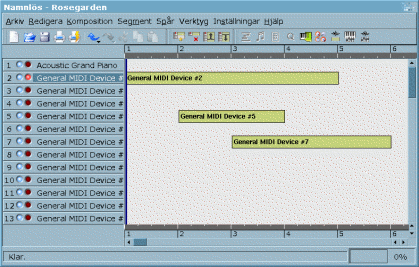 Namnlös - Rosegarden
Arkiv Redigera Komposition Segment Spår Verktyg Inställningar Hjälp
1 2 3 4 5 6
1 Acoustic Grand Piano
2 General MIDI Device # General MIDI Device #2
3 General MIDI Device #
4 General MIDI Device #
5 General MIDI Device # General MIDI Device #5
6 General MIDI Device #
7 General MIDI Device # General MIDI Device #7
8 General MIDI Device #
9 General MIDI Device #
10 General MIDI Device #
11 General MIDI Device #
12 General MIDI Device #
13 General MIDI Device #
1 2 3 4 5 6
Klar. 0%